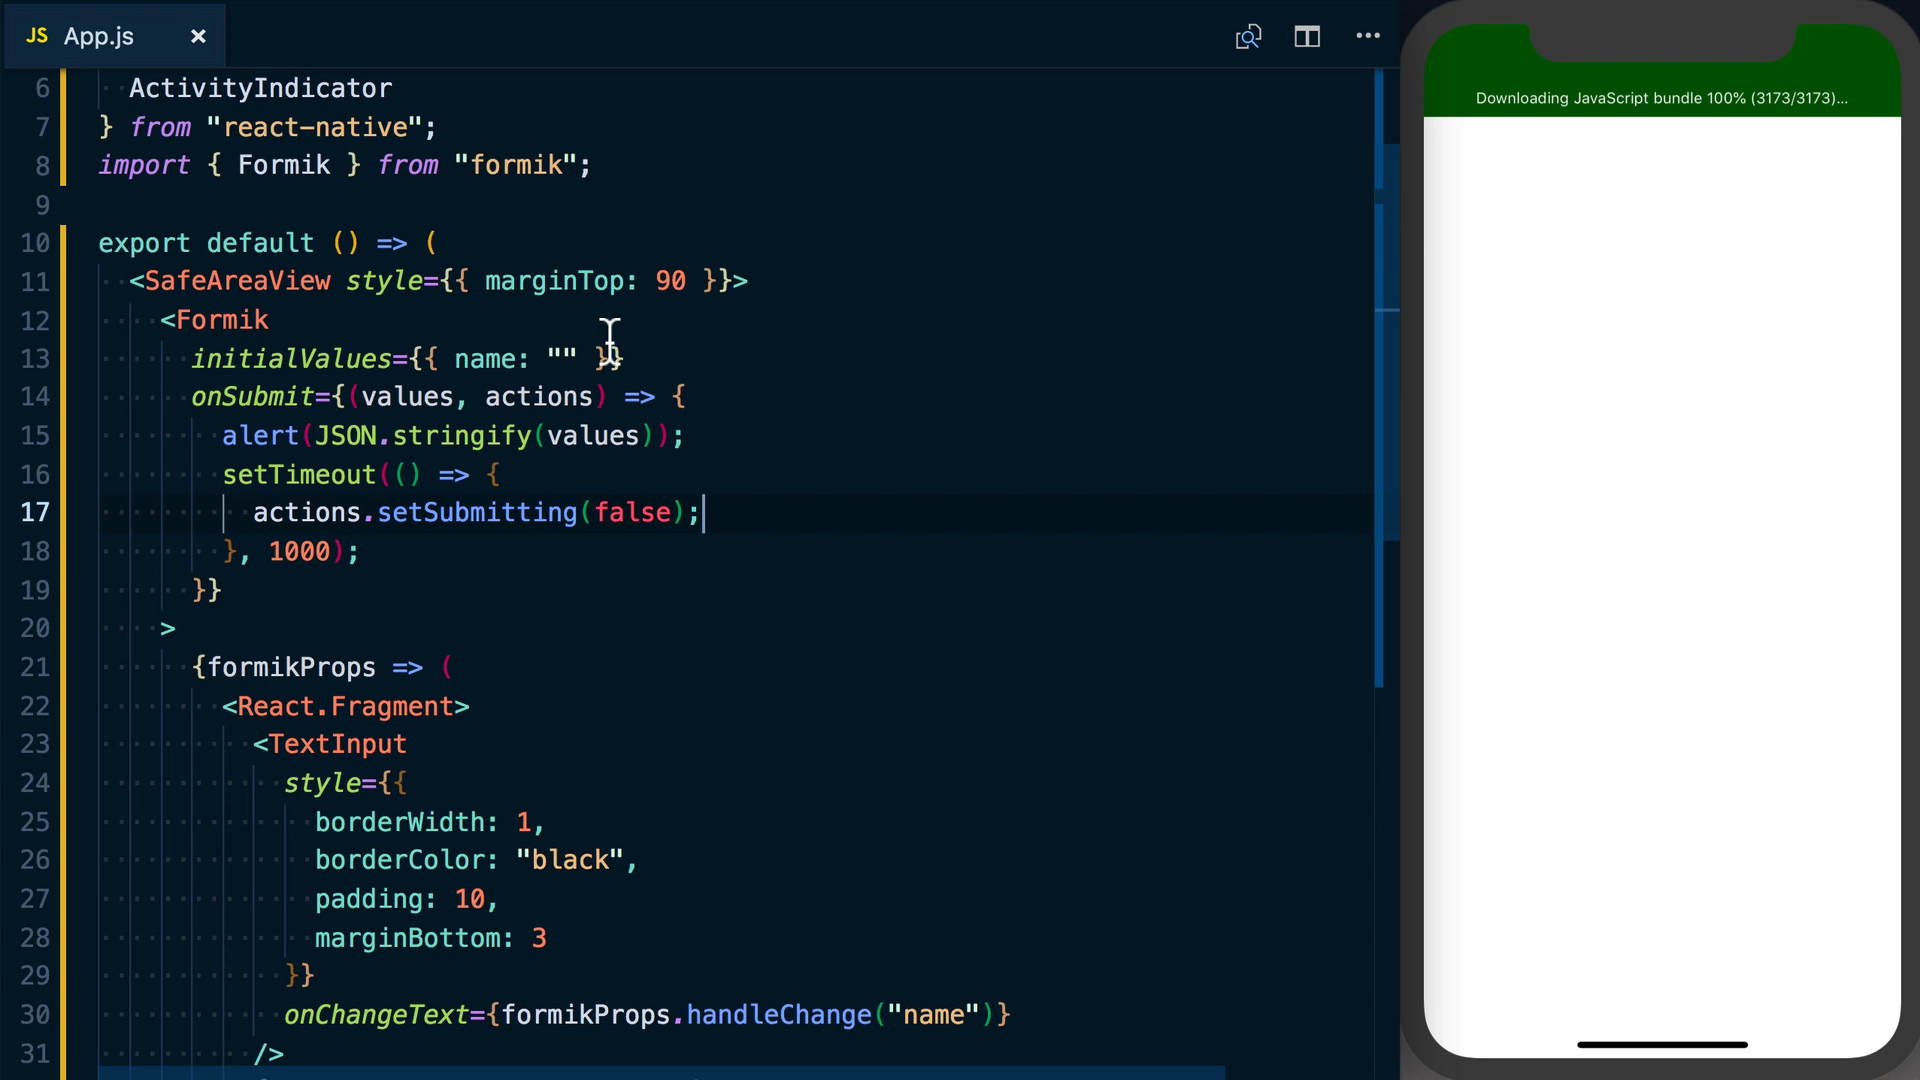 JS App.js ×
6 ActivityIndicator
7 } from "react-native";
8 import { Formik } from "formik";
9
10 export default () => (
11 <SafeAreaView style={{ marginTop: 90 }}>
12 <Formik
13 initialValues={{ name: "" }}
14 onSubmit={(values, actions) => {
15 alert(JSON.stringify(values));
16 setTimeout(() => {
17 actions.setSubmitting(false);
18 }, 1000);
19 }}
20 >
21 {formikProps => (
22 <React.Fragment>
23 <TextInput
24 style={{
25 borderWidth: 1,
26 borderColor: "black",
27 padding: 10,
28 marginBottom: 3
29 }}
30 onChangeText={formikProps.handleChange("name")}
31 />
Downloading JavaScript bundle 100% (3173/3173)...